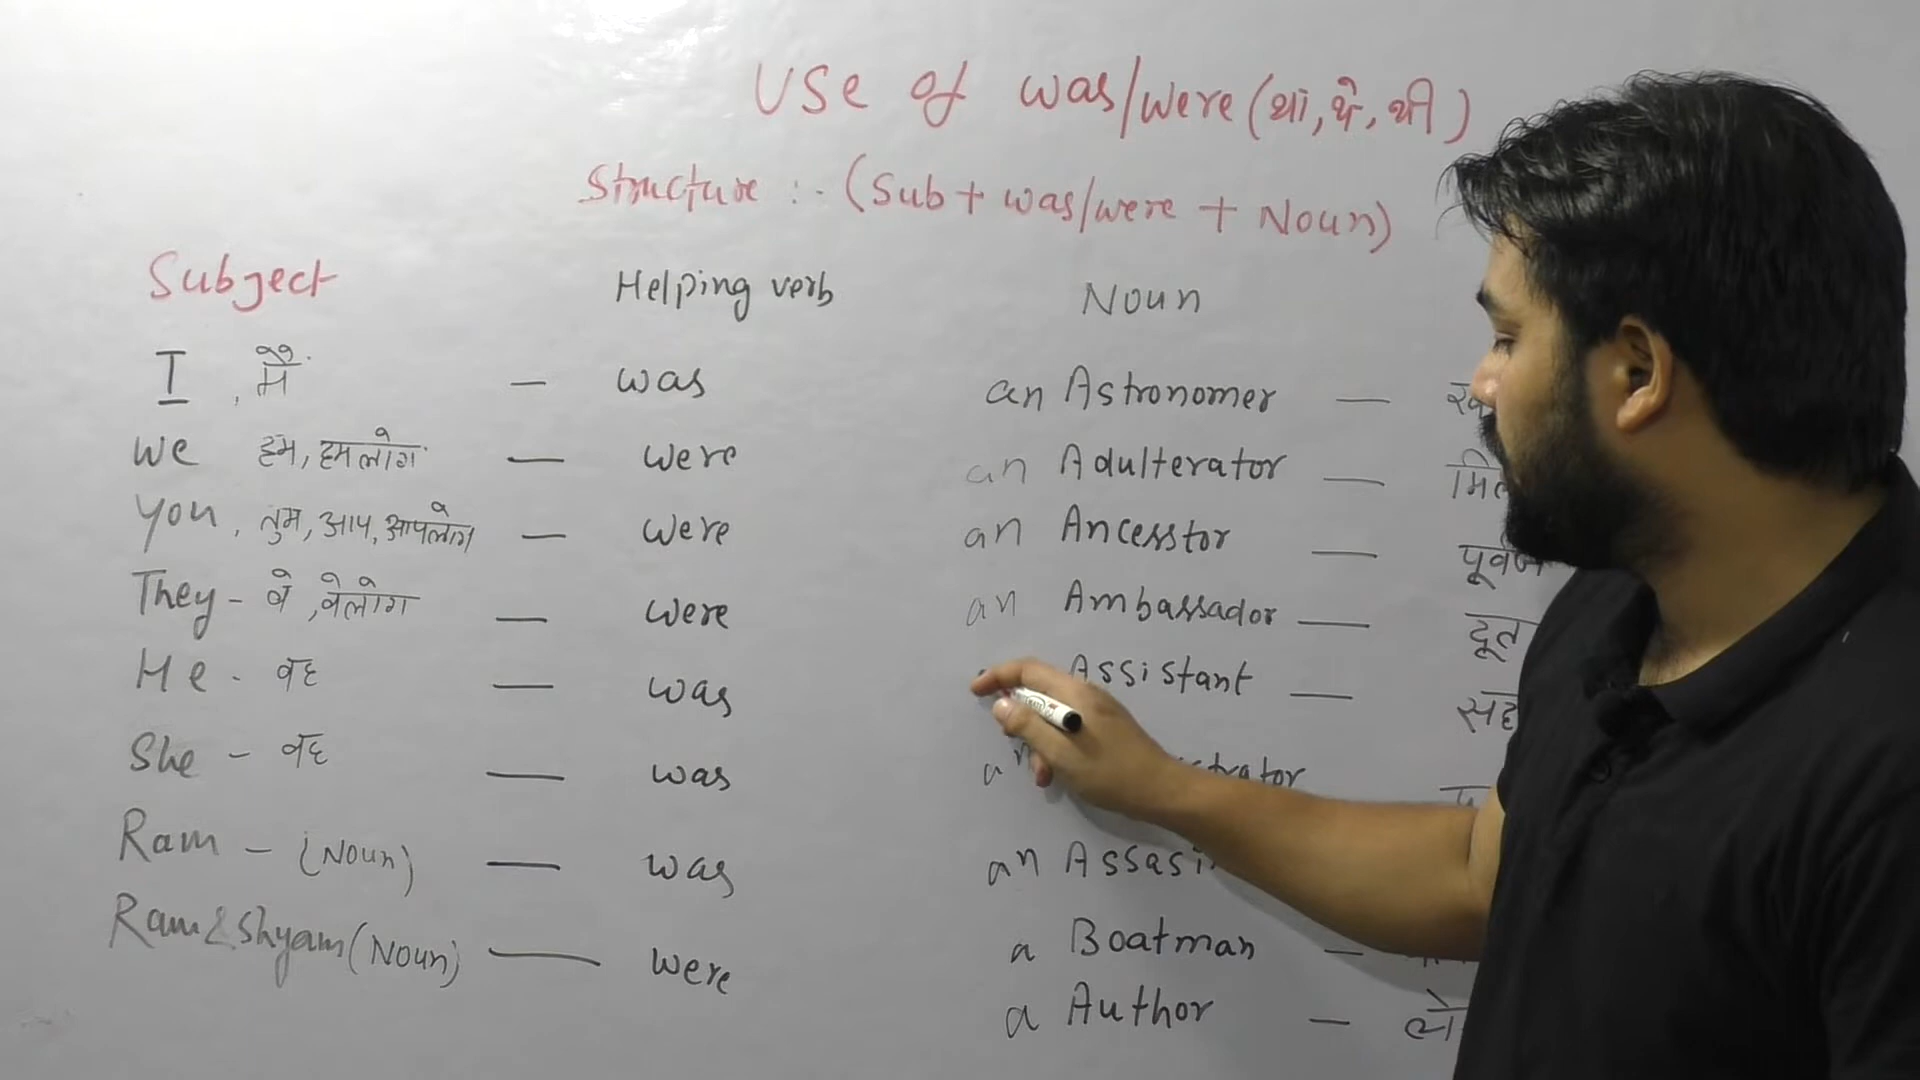 Use of was/were (था, थे, थी)
Structure :- (Sub + was/were + Noun)
Subject Helping verb Noun
I , मैं - was an Astronomer —
We हम, हमलोग — were an Adulterator —
You , तुम, आप, आपलोग — were an Ancesstor — पूर्वज
They - वे , वेलोग — were an Ambassador — दूत
He - वह — was Assistant —
She - वह — was an
Ram - (Noun) — was an
Ram & Shyam (Noun) — were a Boatman —
a Author —